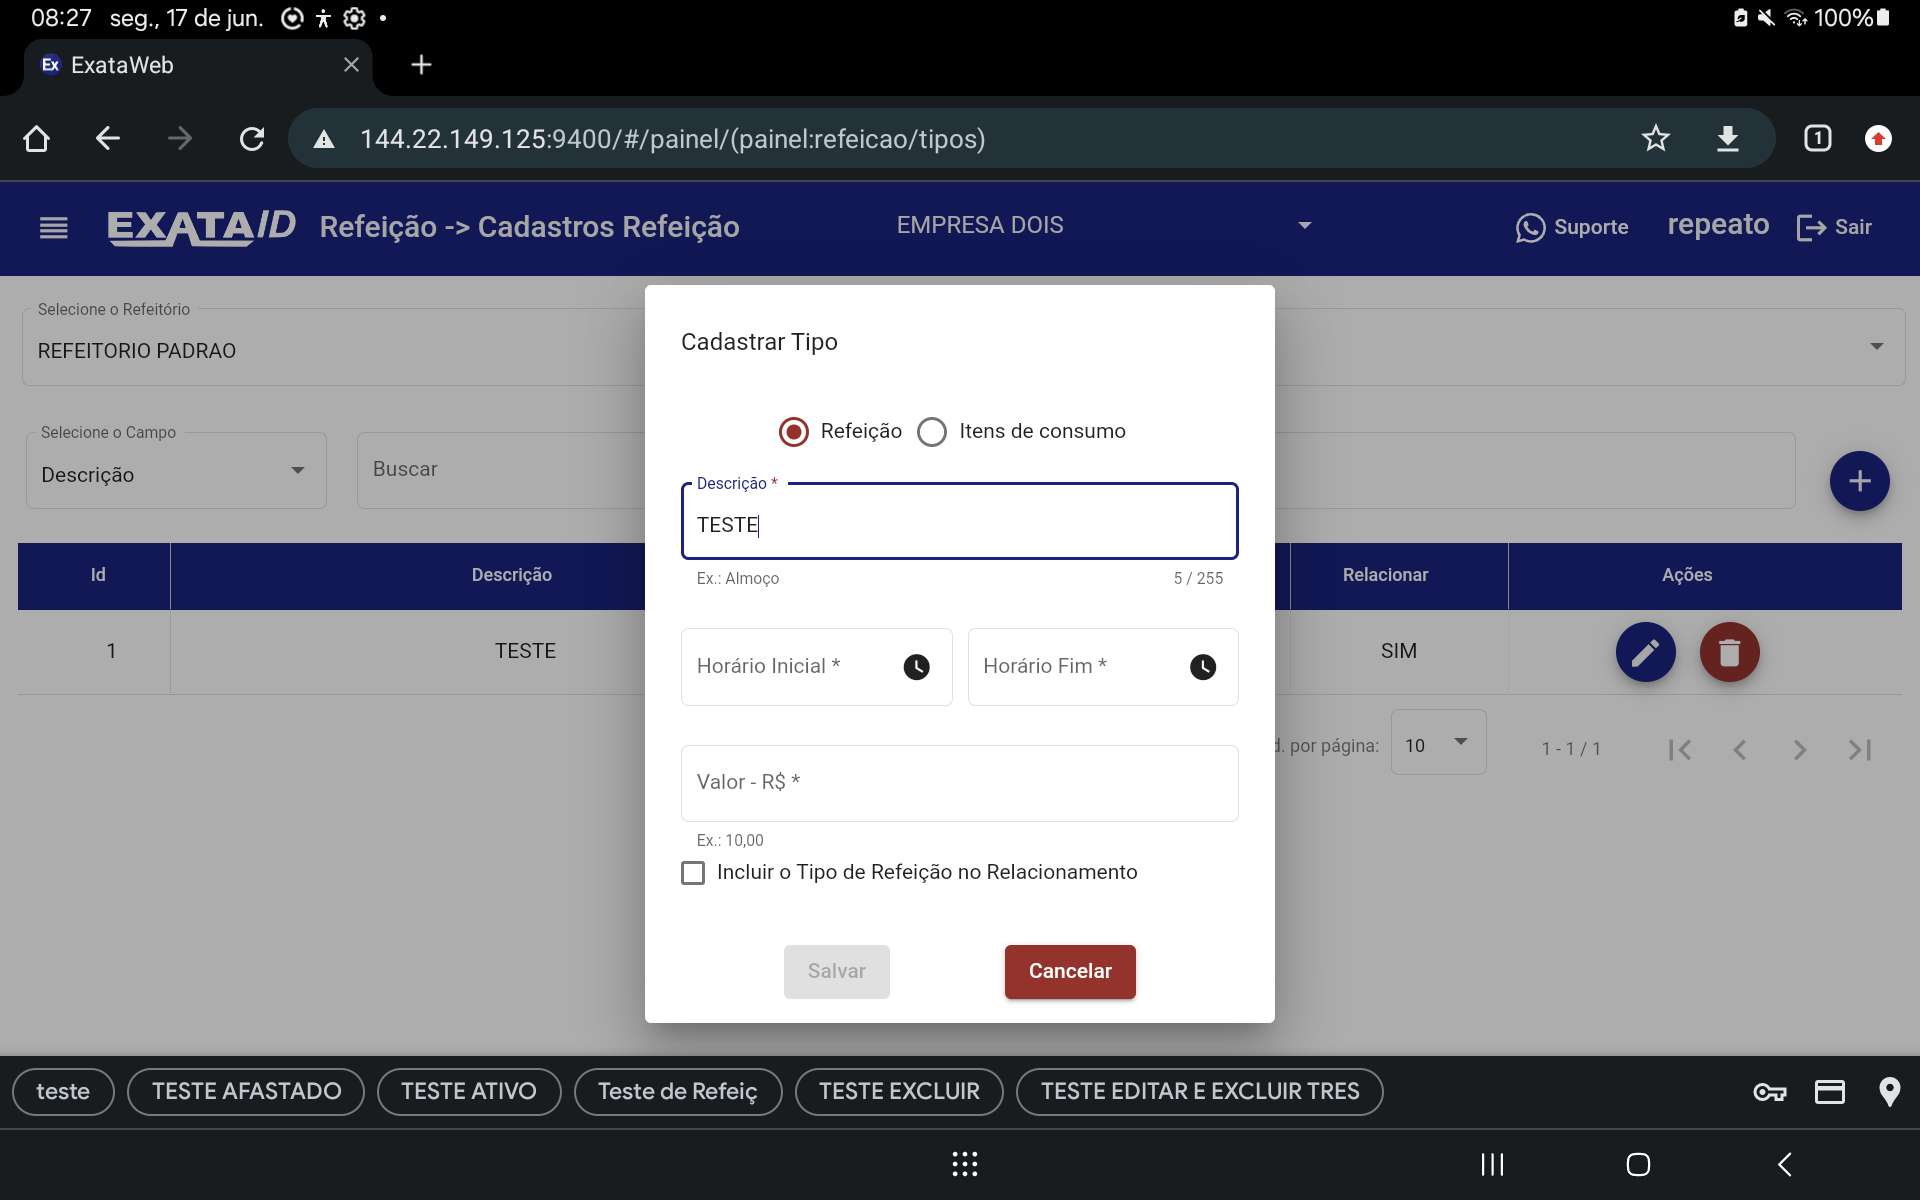 08:27 seg., 17 de jun. 100%
Ex ExataWeb
144.22.149.125:9400/#/painel/(painel:refeicao/tipos) 1
EXATAID Refeição -> Cadastros Refeição EMPRESA DOIS Suporte repeato Sair
Selecione o Refeitório
REFEITORIO PADRAO
Selecione o Campo
Descrição
Buscar
Id Descrição Relacionar Ações
1 TESTE SIM
d. por página: 10 1 - 1 / 1
Cadastrar Tipo
Refeição Itens de consumo
Descrição *
TESTE
Ex.: Almoço 5 / 255
Horário Inicial * Horário Fim *
Valor - R$ *
Ex.: 10,00
Incluir o Tipo de Refeição no Relacionamento
Salvar Cancelar
teste TESTE AFASTADO TESTE ATIVO Teste de Refeiç TESTE EXCLUIR TESTE EDITAR E EXCLUIR TRES